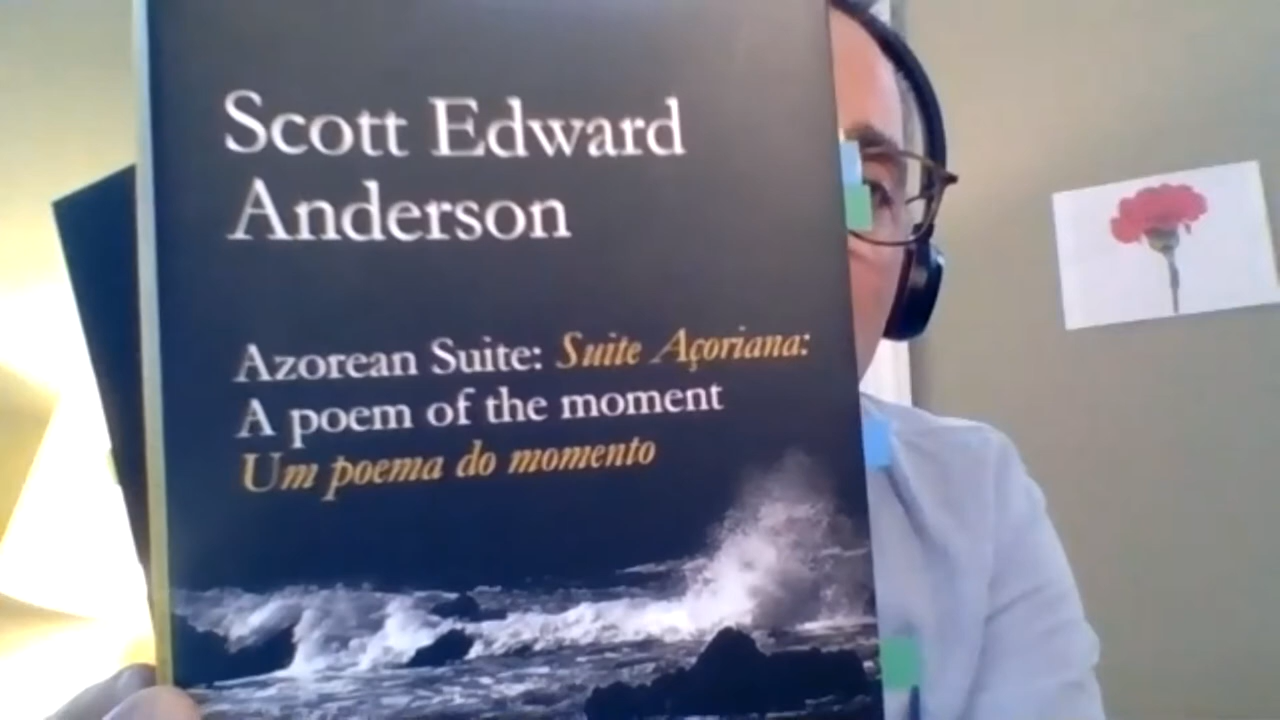 Scott Edward
Anderson
Azorean Suite: Suite Açoriana:
A poem of the moment
Um poema do momento